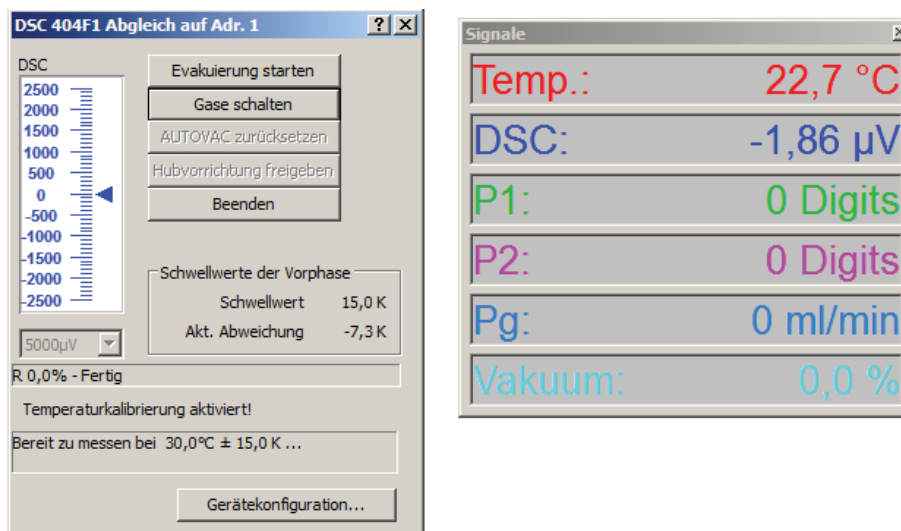 DSC 404F1 Abgleich auf Adr. 1
DSC
2500
2000
1500
1000
500
0
-500
-1000
-1500
-2000
-2500
5000µV
Evakuierung starten
Gase schalten
AUTOVAC zurücksetzen
Hubvorrichtung freigeben
Beenden
Schwellwerte der Vorphase
Schwellwert 15,0 K
Akt. Abweichung -7,3 K
R 0,0% - Fertig
Temperaturkalibrierung aktiviert!
Bereit zu messen bei 30,0°C ± 15,0 K ...
Gerätekonfiguration...
Signale
Temp.: 22,7 °C
DSC: -1,86 µV
P1: 0 Digits
P2: 0 Digits
Pg: 0 ml/min
Vakuum: 0,0 %